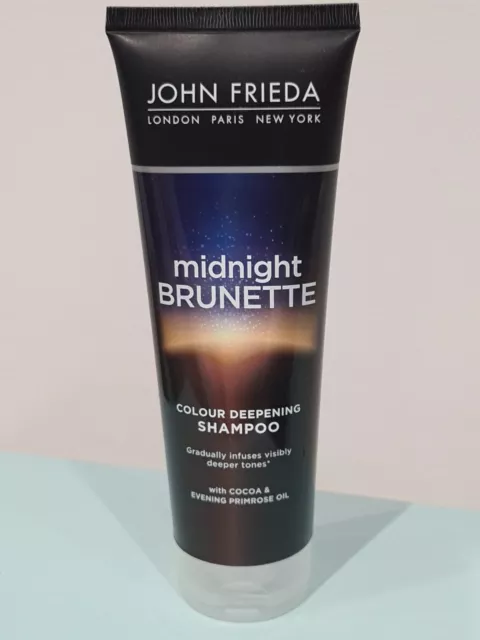 JOHN FRIEDA
LONDON PARIS NEW YORK
midnight
BRUNETTE
COLOUR DEEPENING
SHAMPOO
Gradually infuses visibly
deeper tones*
with COCOA &
EVENING PRIMROSE OIL